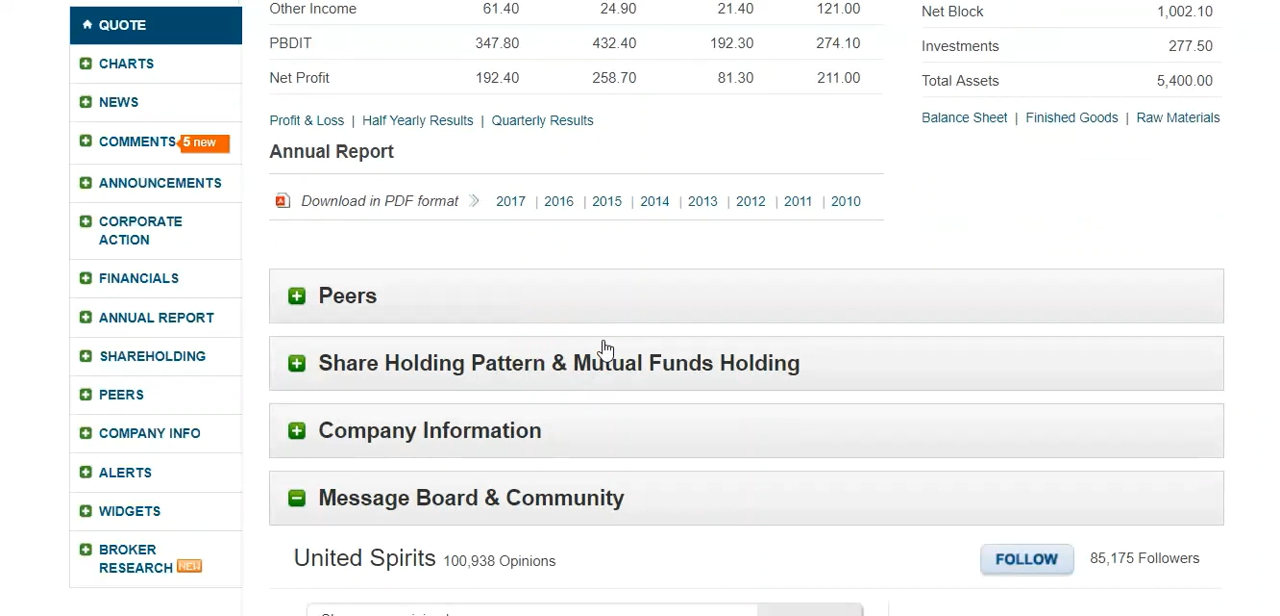 QUOTE
CHARTS
NEWS
COMMENTS 5 new
ANNOUNCEMENTS
CORPORATE
ACTION
FINANCIALS
ANNUAL REPORT
SHAREHOLDING
PEERS
COMPANY INFO
ALERTS
WIDGETS
BROKER
RESEARCH NEW
Other Income 61.40 24.90 21.40 121.00
PBDIT 347.80 432.40 192.30 274.10
Net Profit 192.40 258.70 81.30 211.00
Profit & Loss | Half Yearly Results | Quarterly Results
Annual Report
Download in PDF format 2017 | 2016 | 2015 | 2014 | 2013 | 2012 | 2011 | 2010
Net Block 1,002.10
Investments 277.50
Total Assets 5,400.00
Balance Sheet | Finished Goods | Raw Materials
Peers
Share Holding Pattern & Mutual Funds Holding
Company Information
Message Board & Community
United Spirits 100,938 Opinions
FOLLOW 85,175 Followers